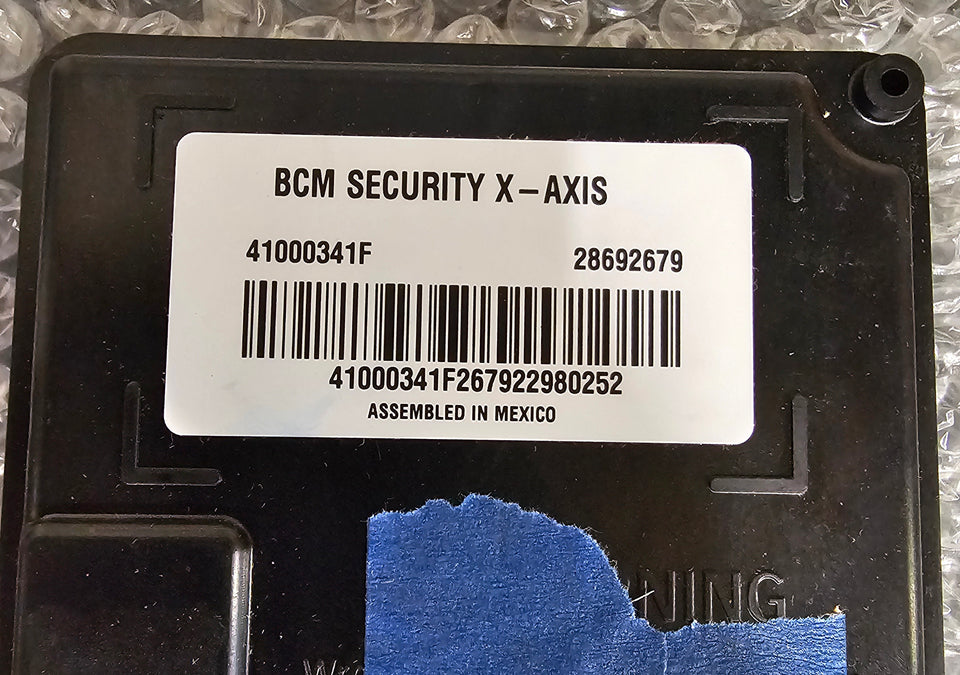 BCM SECURITY X-AXIS
41000341F 28692679
41000341F267922980252
ASSEMBLED IN MEXICO